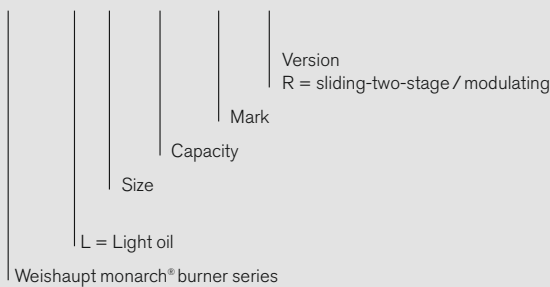 Version
R = sliding-two-stage / modulating
Mark
Capacity
Size
L = Light oil
Weishaupt monarch® burner series